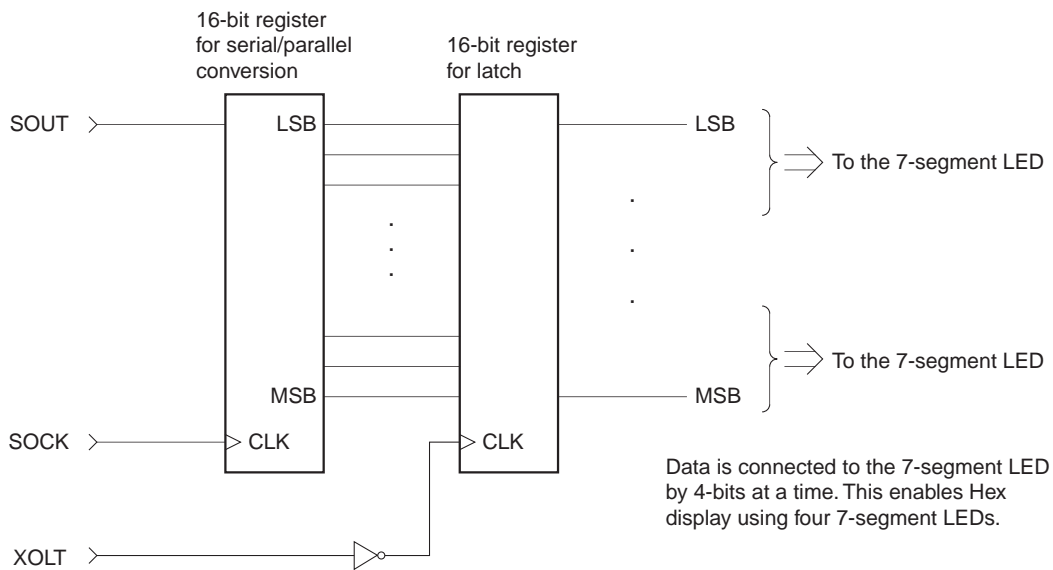 16-bit register
for serial/parallel
conversion
16-bit register
for latch
SOUT
LSB
LSB
To the 7-segment LED
To the 7-segment LED
MSB
MSB
SOCK
CLK
CLK
Data is connected to the 7-segment LED
by 4-bits at a time. This enables Hex
display using four 7-segment LEDs.
XOLT